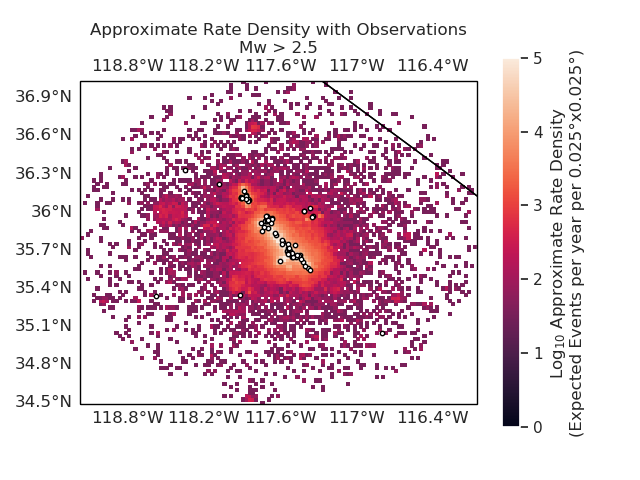 Approximate Rate Density with Observations
Mw > 2.5
118.8°W 118.2°W 117.6°W 117°W 116.4°W
36.9°N
36.6°N
36.3°N
36°N
35.7°N
35.4°N
35.1°N
34.8°N
34.5°N
118.8°W 118.2°W 117.6°W 117°W 116.4°W
5
4
3
2
1
0
Log₁₀ Approximate Rate Density
(Expected Events per year per 0.025°x0.025°)